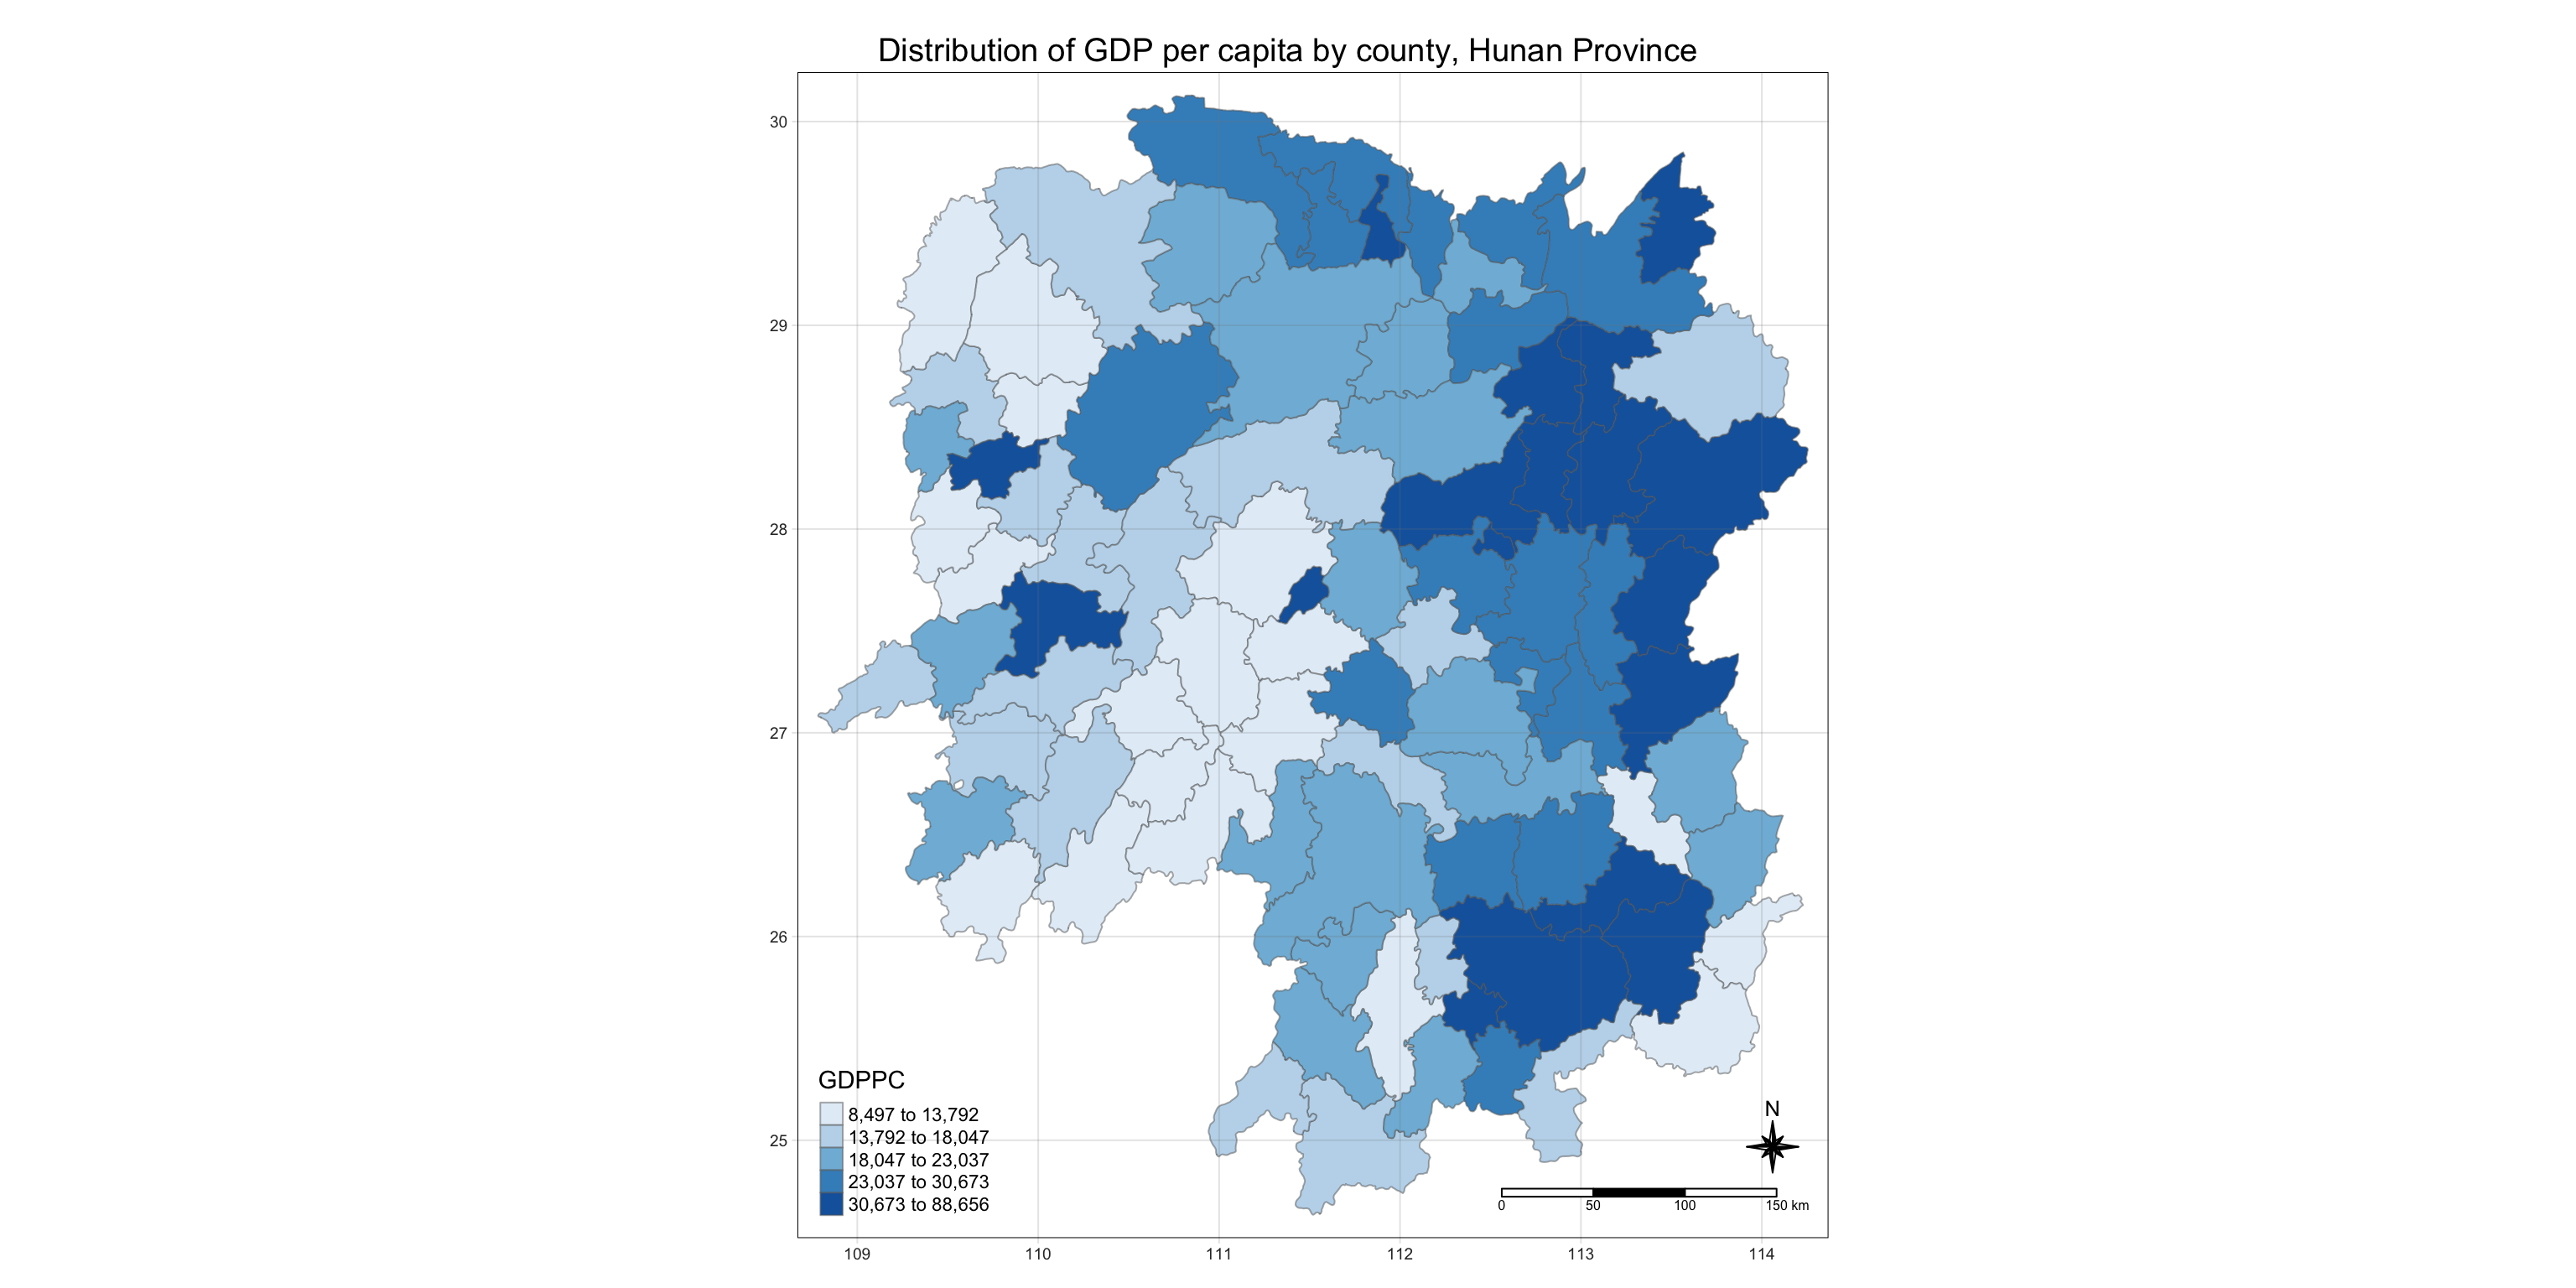 Distribution of GDP per capita by county, Hunan Province
30
29
28
27
26
25
GDPPC
8,497 to 13,792
13,792 to 18,047
18,047 to 23,037
23,037 to 30,673
30,673 to 88,656
N
0 50 100 150 km
109 110 111 112 113 114